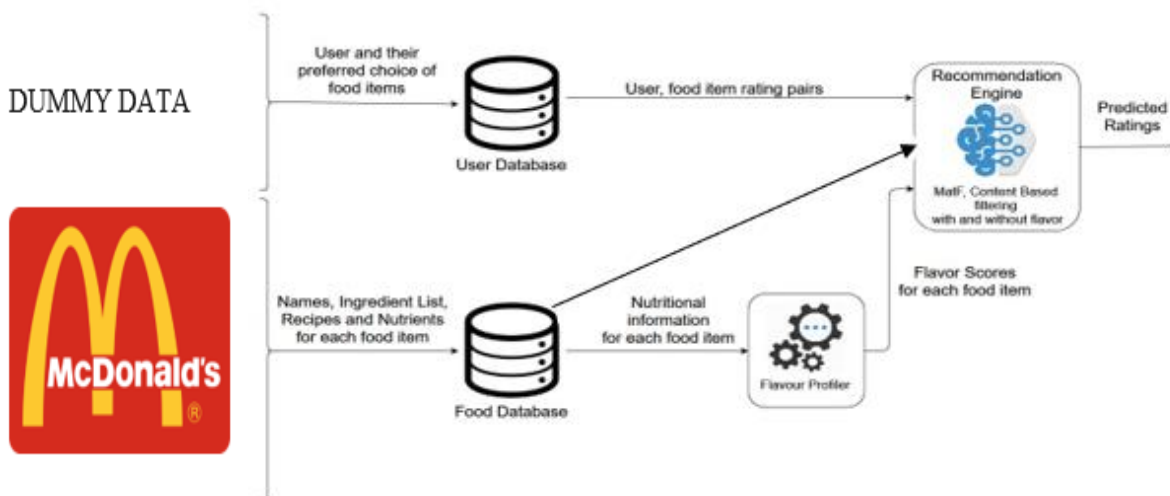 DUMMY DATA
User and their
preferred choice of
food items
User Database
User, food item rating pairs
Recommendation
Engine
MatF, Content Based
filtering
with and without flavor
Predicted
Ratings
McDonald's
®
Names, Ingredient List,
Recipes and Nutrients
for each food item
Food Database
Nutritional
information
for each food item
Flavour Profiler
Flavor Scores
for each food item